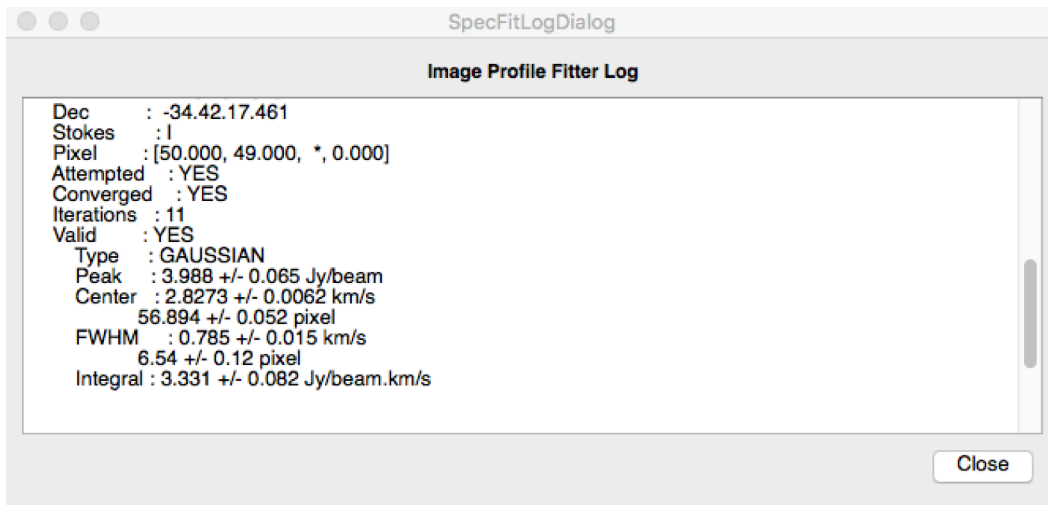 SpecFitLogDialog
Image Profile Fitter Log
Dec : -34.42.17.461
Stokes : I
Pixel : [50.000, 49.000, *, 0.000]
Attempted : YES
Converged : YES
Iterations : 11
Valid : YES
Type : GAUSSIAN
Peak : 3.988 +/- 0.065 Jy/beam
Center : 2.8273 +/- 0.0062 km/s
56.894 +/- 0.052 pixel
FWHM : 0.785 +/- 0.015 km/s
6.54 +/- 0.12 pixel
Integral : 3.331 +/- 0.082 Jy/beam.km/s
Close